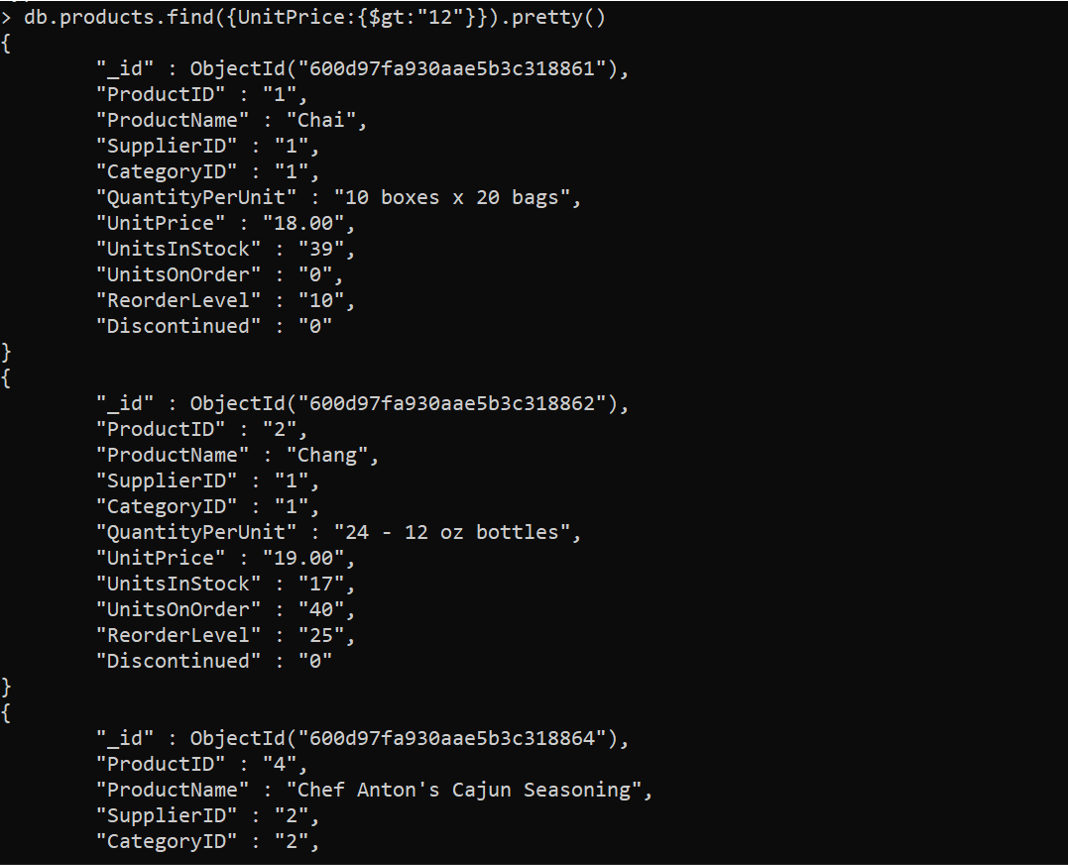 > db.products.find({UnitPrice:{$gt:"12"}}).pretty()
{
"_id" : ObjectId("600d97fa930aae5b3c318861"),
"ProductID" : "1",
"ProductName" : "Chai",
"SupplierID" : "1",
"CategoryID" : "1",
"QuantityPerUnit" : "10 boxes x 20 bags",
"UnitPrice" : "18.00",
"UnitsInStock" : "39",
"UnitsOnOrder" : "0",
"ReorderLevel" : "10",
"Discontinued" : "0"
}
{
"_id" : ObjectId("600d97fa930aae5b3c318862"),
"ProductID" : "2",
"ProductName" : "Chang",
"SupplierID" : "1",
"CategoryID" : "1",
"QuantityPerUnit" : "24 - 12 oz bottles",
"UnitPrice" : "19.00",
"UnitsInStock" : "17",
"UnitsOnOrder" : "40",
"ReorderLevel" : "25",
"Discontinued" : "0"
}
{
"_id" : ObjectId("600d97fa930aae5b3c318864"),
"ProductID" : "4",
"ProductName" : "Chef Anton's Cajun Seasoning",
"SupplierID" : "2",
"CategoryID" : "2",